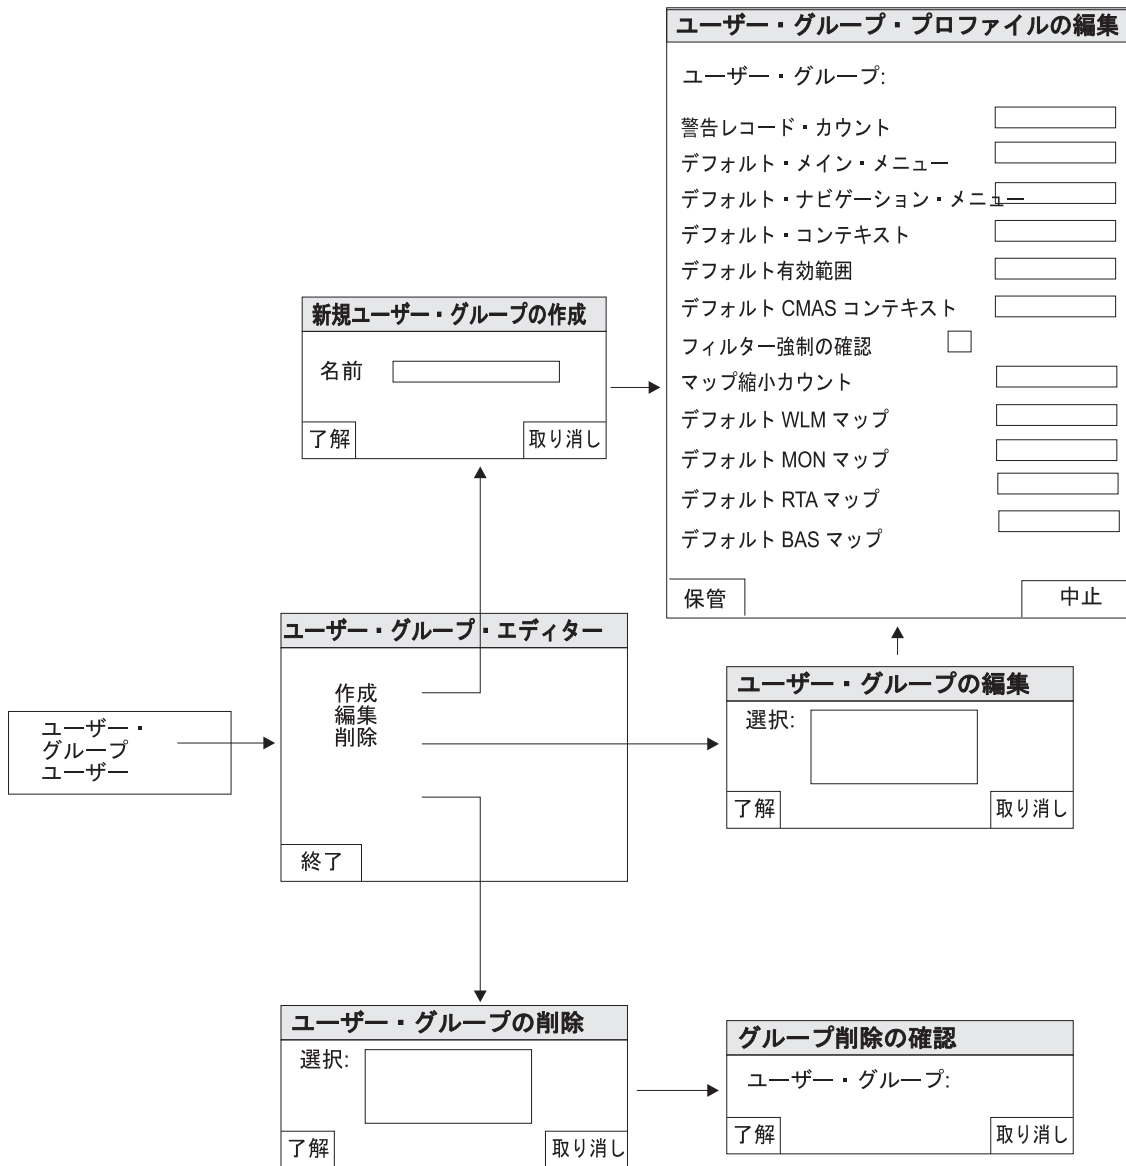 ユーザー・グループ・プロファイルの編集
ユーザー・グループ:
警告レコード・カウント
デフォルト・メイン・メニュー
デフォルト・ナビゲーション・メニュー
デフォルト・コンテキスト
デフォルト有効範囲
デフォルト CMAS コンテキスト
フィルター強制の確認
マップ縮小カウント
デフォルト WLM マップ
デフォルト MON マップ
デフォルト RTA マップ
デフォルト BAS マップ
保管
中止
新規ユーザー・グループの作成
名前
了解
取り消し
ユーザー・グループ・エディター
作成
編集
削除
終了
ユーザー・
グループ
ユーザー
ユーザー・グループの編集
選択:
了解
取り消し
ユーザー・グループの削除
選択:
了解
取り消し
グループ削除の確認
ユーザー・グループ:
了解
取り消し